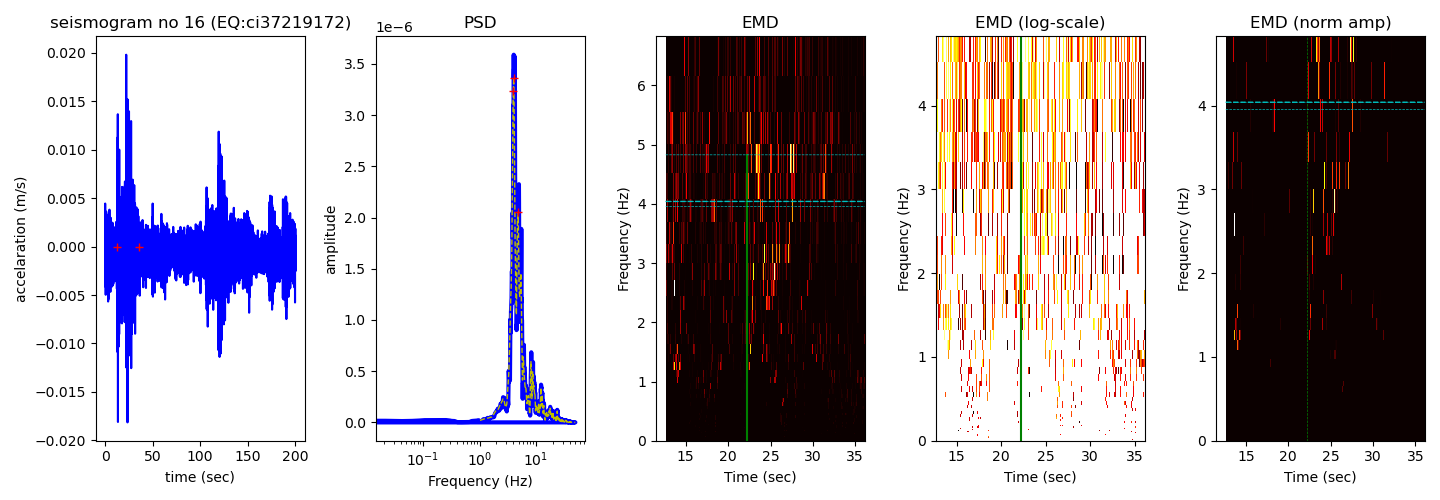 seismogram no 16 (EQ:ci37219172)
PSD
EMD
EMD (log-scale)
EMD (norm amp)
1e−6
accelaration (m/s)
0.020
0.015
0.010
0.005
0.000
−0.005
−0.010
−0.015
−0.020
0 50 100 150 200
time (sec)
amplitude
3.5
3.0
2.5
2.0
1.5
1.0
0.5
0.0
10⁻¹ 10⁰ 10¹
Frequency (Hz)
Frequency (Hz)
6
5
4
3
2
1
0
15 20 25 30 35
Time (sec)
Frequency (Hz)
4
3
2
1
0
15 20 25 30 35
Time (sec)
Frequency (Hz)
4
3
2
1
0
15 20 25 30 35
Time (sec)